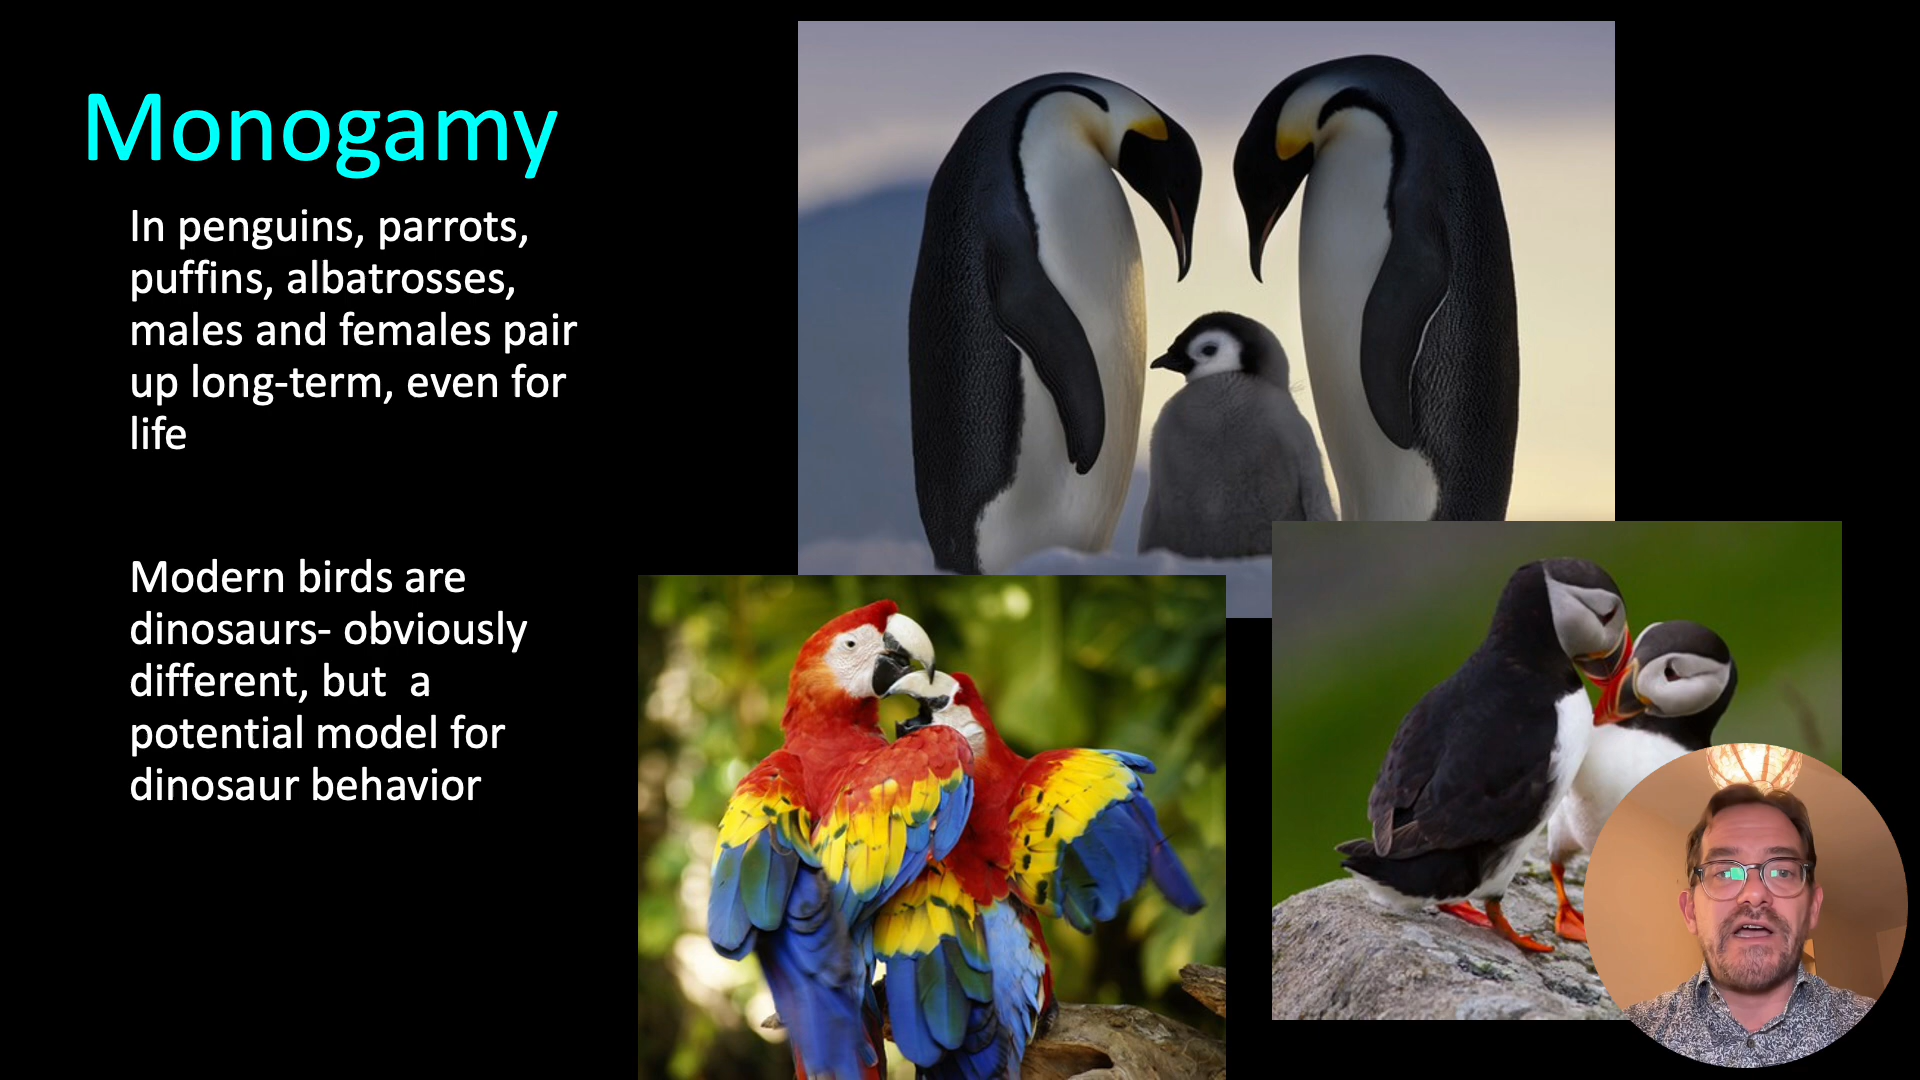 Monogamy
In penguins, parrots,
puffins, albatrosses,
males and females pair
up long-term, even for
life
Modern birds are
dinosaurs- obviously
different, but  a
potential model for
dinosaur behavior